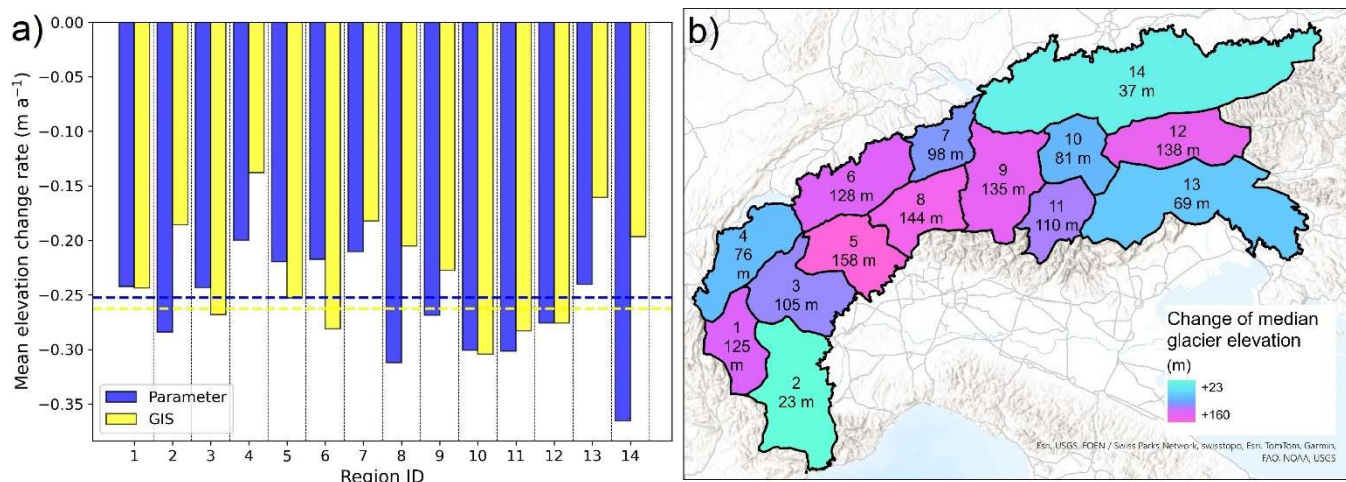 a)
Mean elevation change rate (m a⁻¹)
0.00
−0.05
−0.10
−0.15
−0.20
−0.25
−0.30
−0.35
Parameter
GIS
1 2 3 4 5 6 7 8 9 10 11 12 13 14
Region ID
b)
14
37 m
7
98 m
10
81 m
12
138 m
6
128 m
9
135 m
13
69 m
8
144 m
11
110 m
4
76
m
5
158 m
3
105 m
1
125
m
2
23 m
Change of median
glacier elevation
(m)
+23
+160
Esri, USGS, FOEN / Swiss Parks Network, swisstopo, Esri, TomTom, Garmin,
FAO, NOAA, USGS